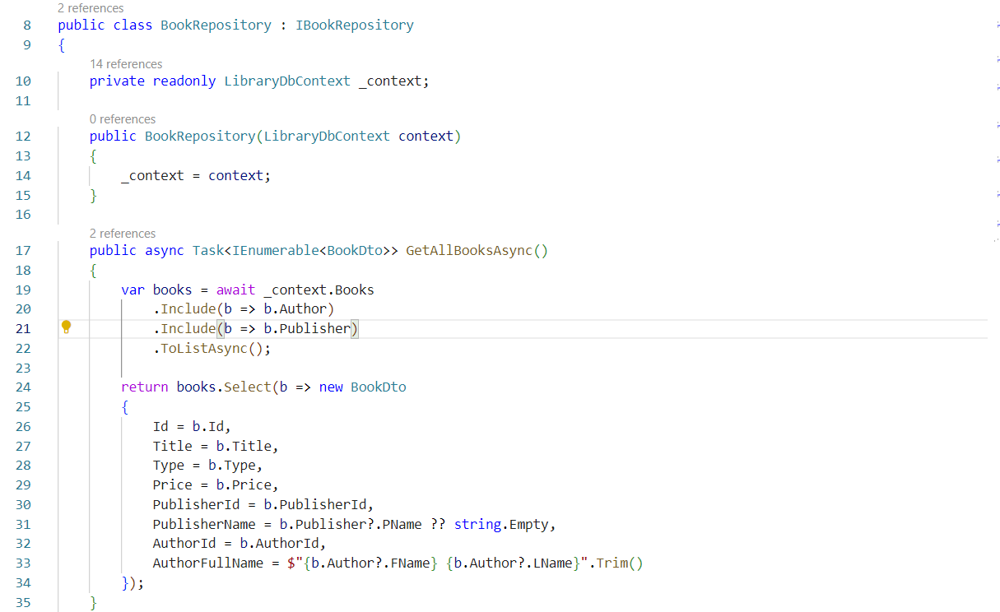 2 references
8 public class BookRepository : IBookRepository
9 {
14 references
10 private readonly LibraryDbContext _context;
11
0 references
12 public BookRepository(LibraryDbContext context)
13 {
14 _context = context;
15 }
16
2 references
17 public async Task<IEnumerable<BookDto>> GetAllBooksAsync()
18 {
19 var books = await _context.Books
20 .Include(b => b.Author)
21 .Include(b => b.Publisher)
22 .ToListAsync();
23
24 return books.Select(b => new BookDto
25 {
26 Id = b.Id,
27 Title = b.Title,
28 Type = b.Type,
29 Price = b.Price,
30 PublisherId = b.PublisherId,
31 PublisherName = b.Publisher?.PName ?? string.Empty,
32 AuthorId = b.AuthorId,
33 AuthorFullName = $"{b.Author?.FName} {b.Author?.LName}".Trim()
34 });
35 }